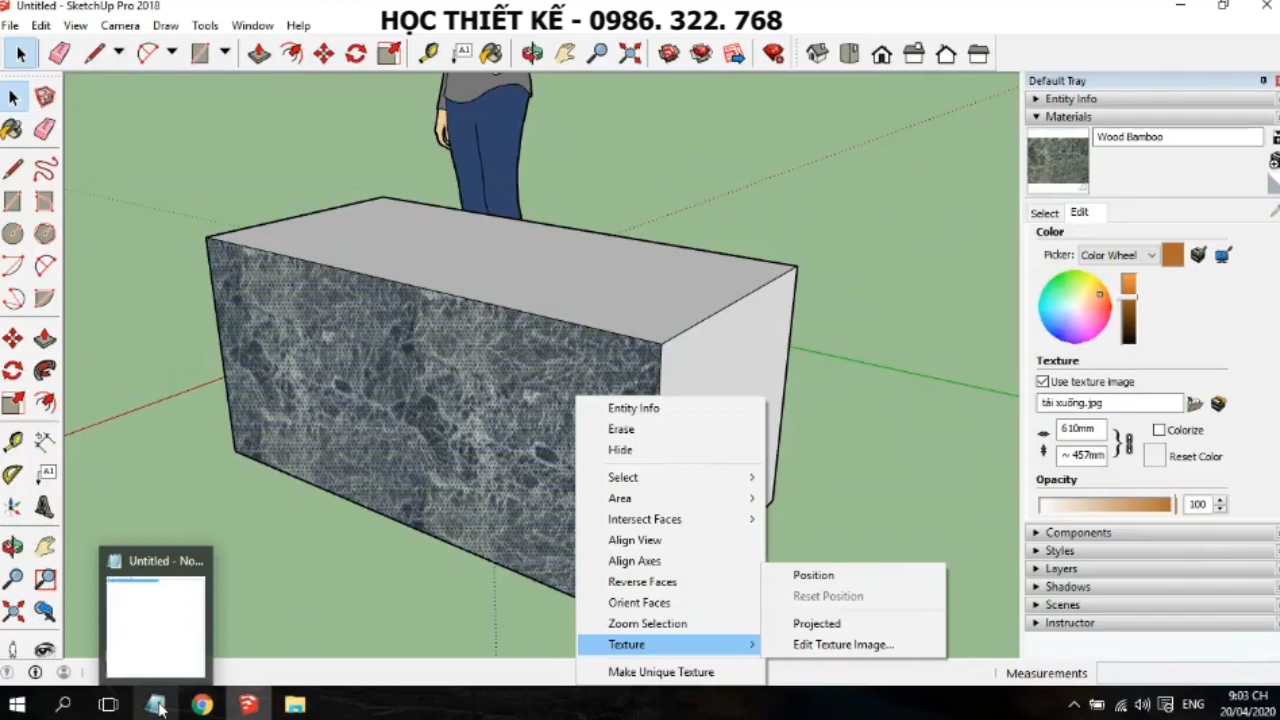 Untitled - SketchUp Pro 2018
HỌC THIẾT KẾ - 0986. 322. 768
File Edit View Camera Draw Tools Window Help
A1
Default Tray
Entity Info
Materials
Wood Bamboo
Select Edit
Color
Picker: Color Wheel
Texture
Use texture image
tải xuống.jpg
610mm
Colorize
~ 457mm
Reset Color
Opacity
100
Components
Styles
Layers
Shadows
Scenes
Instructor
A1
Entity Info
Erase
Hide
Select
Area
Intersect Faces
Align View
Align Axes
Reverse Faces
Orient Faces
Zoom Selection
Texture
Make Unique Texture
Position
Reset Position
Projected
Edit Texture Image...
Untitled - No...
Measurements
ENG
9:03 CH
20/04/2020